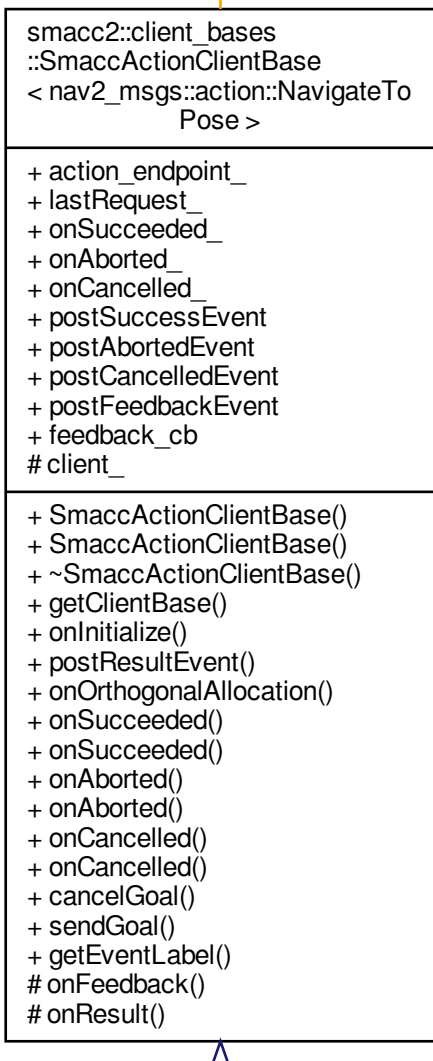 smacc2::client_bases
::SmaccActionClientBase
< nav2_msgs::action::NavigateTo
Pose >
+ action_endpoint_
+ lastRequest_
+ onSucceeded_
+ onAborted_
+ onCancelled_
+ postSuccessEvent
+ postAbortedEvent
+ postCancelledEvent
+ postFeedbackEvent
+ feedback_cb
# client_
+ SmaccActionClientBase()
+ SmaccActionClientBase()
+ ~SmaccActionClientBase()
+ getClientBase()
+ onInitialize()
+ postResultEvent()
+ onOrthogonalAllocation()
+ onSucceeded()
+ onSucceeded()
+ onAborted()
+ onAborted()
+ onCancelled()
+ onCancelled()
+ cancelGoal()
+ sendGoal()
+ getEventLabel()
# onFeedback()
# onResult()